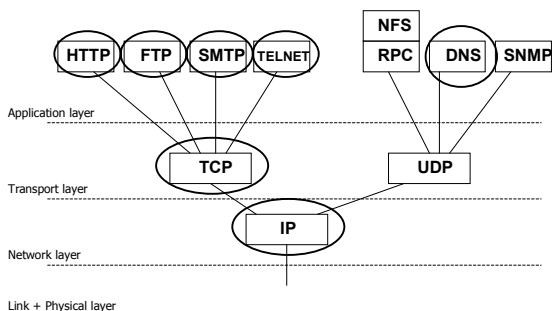 NFS
HTTP FTP SMTP TELNET RPC DNS SNMP
Application layer
TCP UDP
Transport layer
IP
Network layer
Link + Physical layer